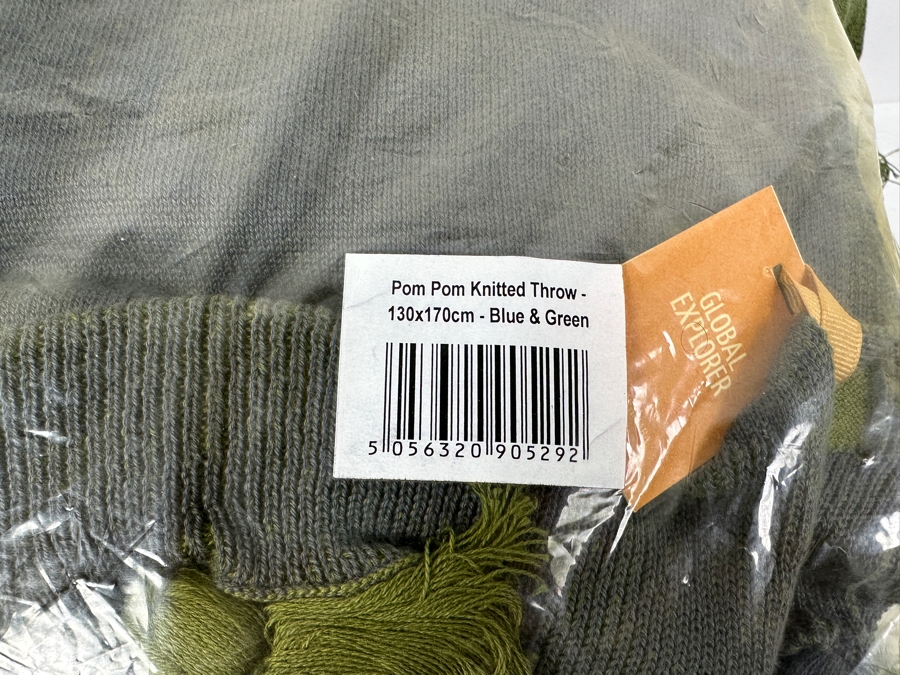 Pom Pom Knitted Throw -
130x170cm - Blue & Green
5 056320 905292
GLOBAL
EXPLORER